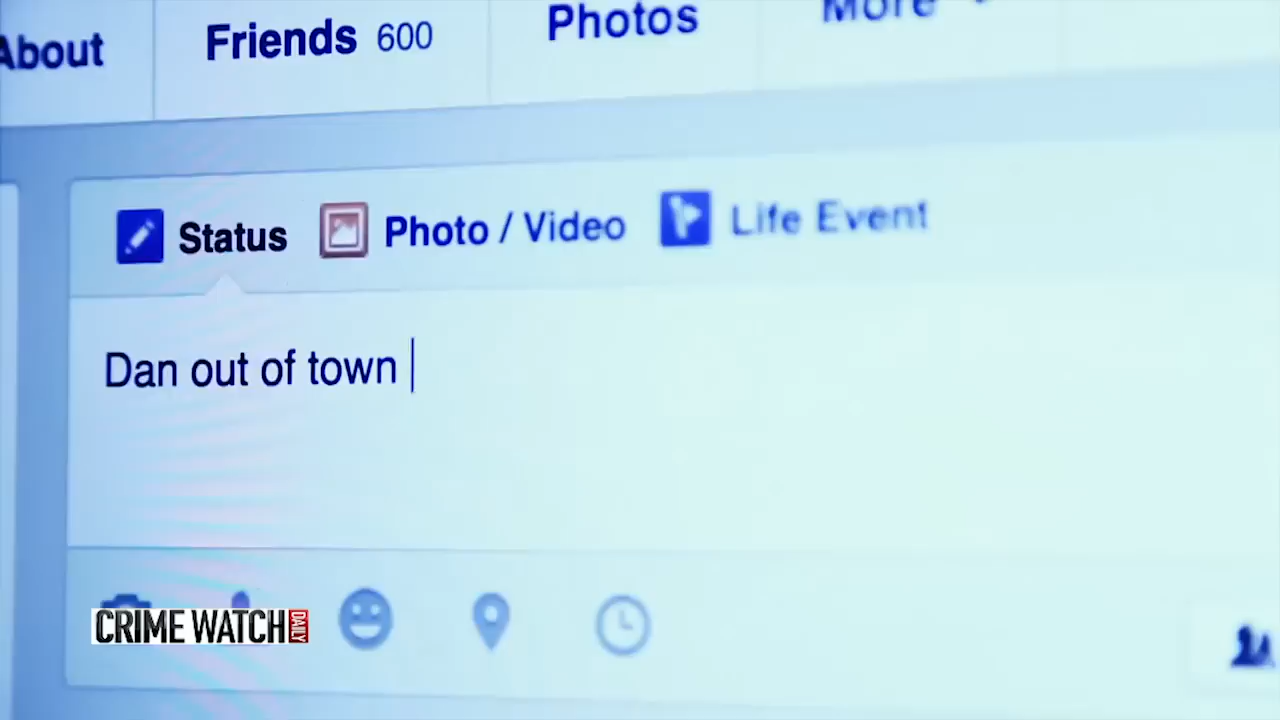 About Friends 600 Photos More
Status Photo / Video Life Event
Dan out of town
CRIME WATCH DAILY